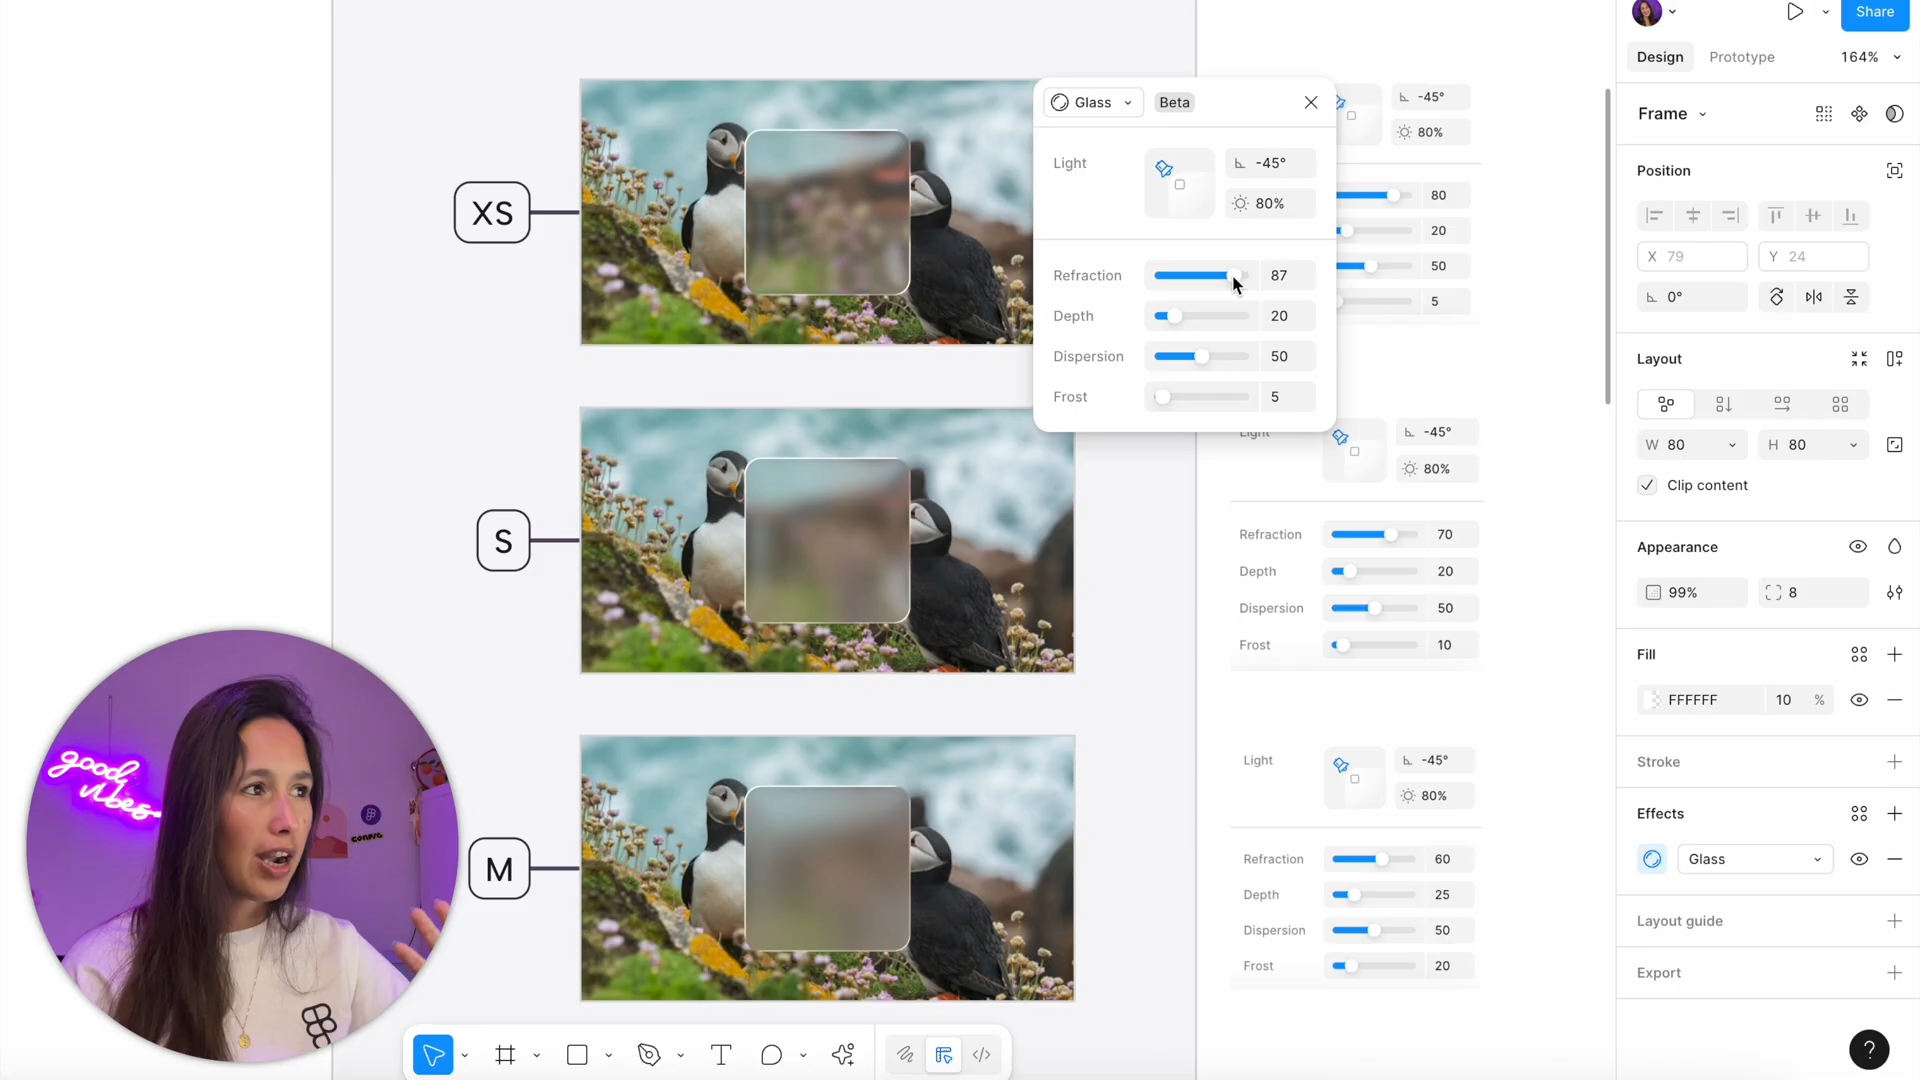 Share
Design
Prototype
164%
Glass
Beta
-45°
80%
Light
-45°
80%
Refraction
87
Depth
20
Dispersion
50
Frost
5
80
20
50
5
XS
S
M
Light
-45°
80%
Refraction
70
Depth
20
Dispersion
50
Frost
10
Light
-45°
80%
Refraction
60
Depth
25
Dispersion
50
Frost
20
good
vibes
CONFIG
Frame
Position
X 79
Y 24
0°
Layout
W 80
H 80
Clip content
Appearance
99%
8
Fill
FFFFFF
10
%
Stroke
Effects
Glass
Layout guide
Export
T
</>
?